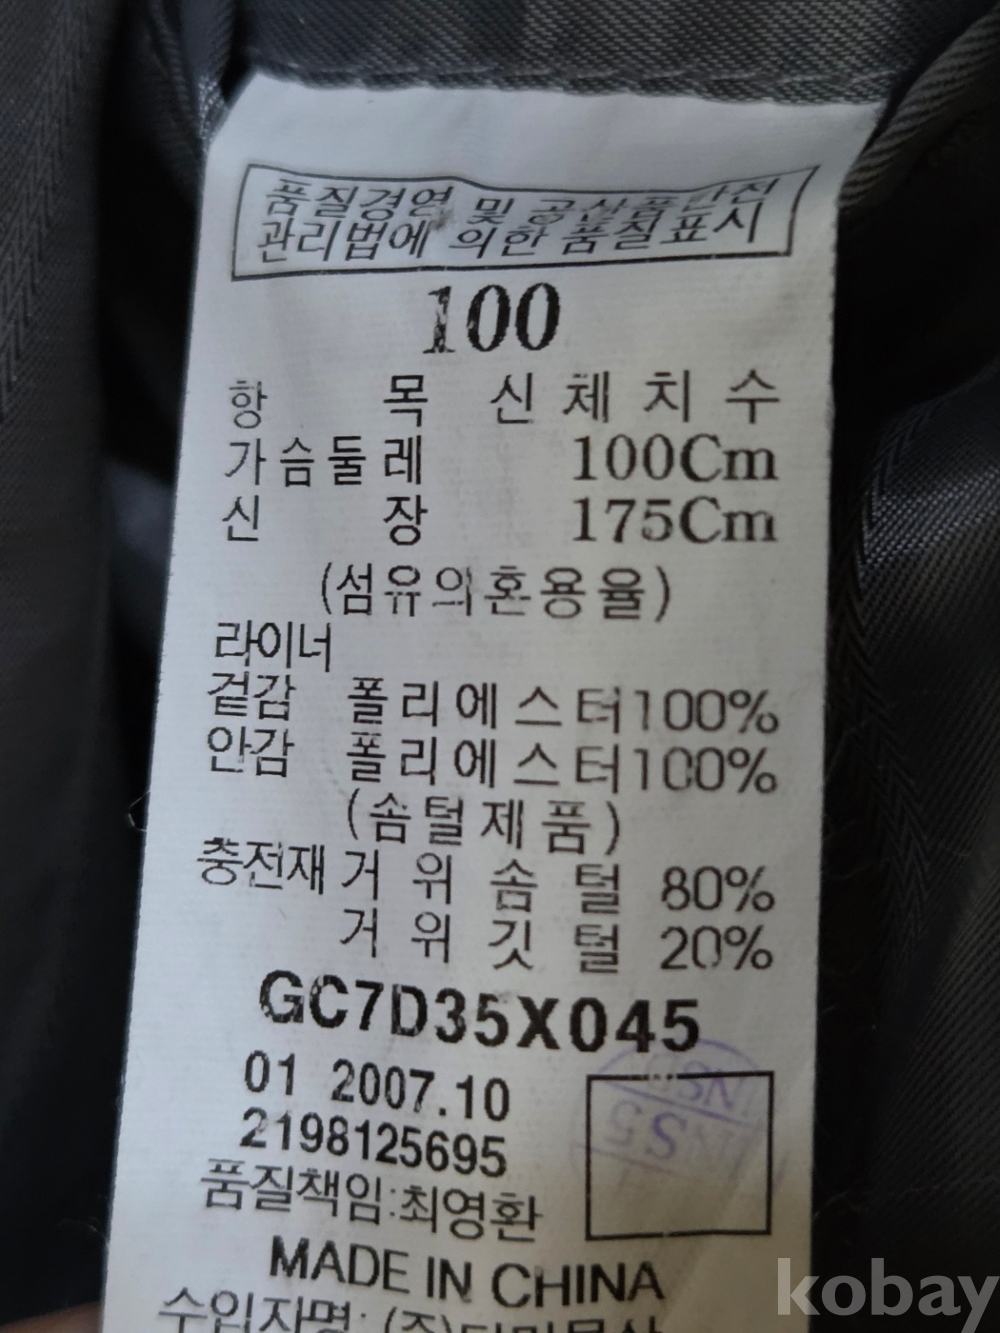 품질경영 및 공산품안전
관리법에 의한 품질표시
100
항 목 신체치수
가슴둘레 100Cm
신 장 175Cm
(섬유의혼용율)
라이너
겉감 폴리에스터100%
안감 폴리에스터100%
(솜털제품)
충전재 거위솜털 80%
거위깃털 20%
GC7D35X045
01 2007.10
2198125695
품질책임:최영환
MADE IN CHINA
수입자명: (주)
kobay